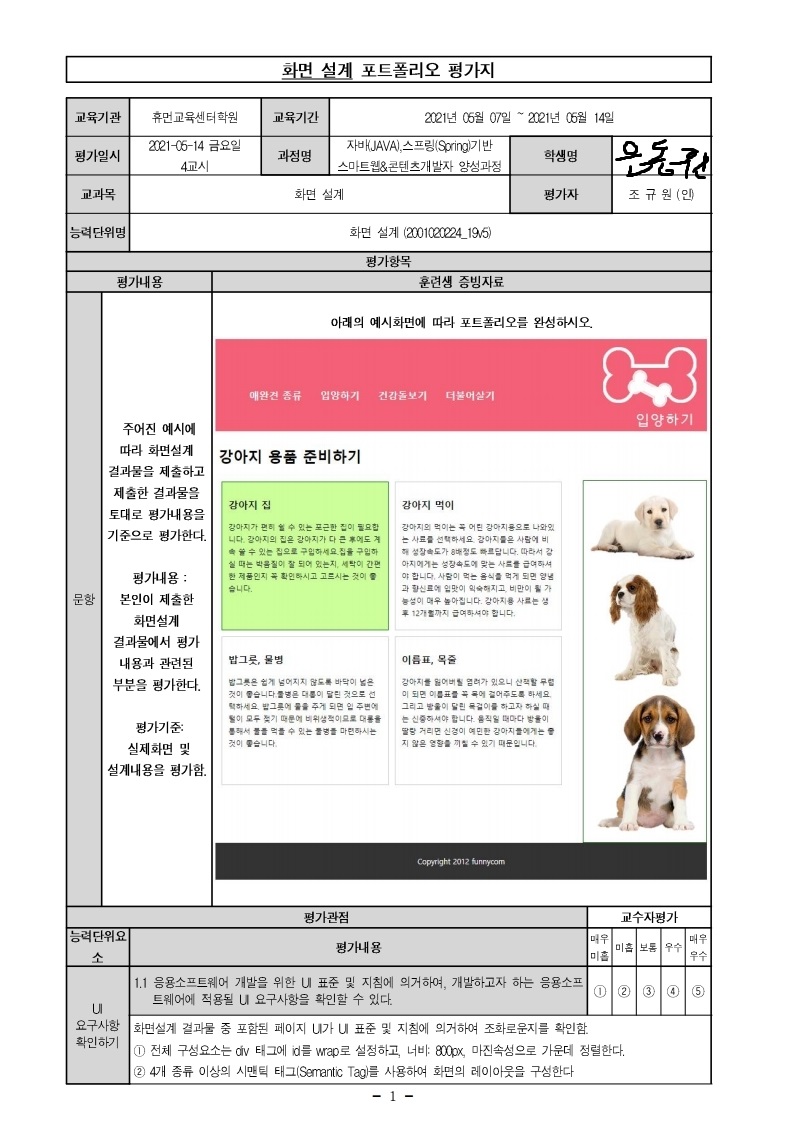 화면 설계 포트폴리오 평가지
교육기관 휴먼교육센터학원 교육기간 2021년 05월 07일 ~ 2021년 05월 14일
평가일시 2021-05-14 금요일 4교시 과정명 자바(JAVA),스프링(Spring)기반 스마트웹&콘텐츠개발자 양성과정 학생명 윤동권
교과목 화면 설계 평가자 조 규 원 (인)
능력단위명 화면 설계 (2001020224_19v5)
평가항목
평가내용 훈련생 증빙자료
문항
주어진 예시에
따라 화면설계
결과물을 제출하고
제출한 결과물을
토대로 평가내용을
기준으로 평가한다.
평가내용 :
본인이 제출한
화면설계
결과물에서 평가
내용과 관련된
부분을 평가한다.
평가기준:
실제화면 및
설계내용을 평가함.
아래의 예시화면에 따라 포트폴리오를 완성하시오.
애완견 종류 입양하기 건강돌보기 더불어살기
입양하기
강아지 용품 준비하기
강아지 집
강아지가 편히 쉴 수 있는 포근한 집이 필요합
니다. 강아지의 집은 강아지가 다 큰 후에도 계
속 쓸 수 있는 집으로 구입하세요.집을 구입하
실 때는 박음질이 잘 되어 있는지, 세탁이 간편
한 제품인지 꼭 확인하시고 고르시는 것이 좋
습니다.
강아지 먹이
강아지의 먹이는 꼭 어린 강아지용으로 나와있
는 사료를 선택하세요. 강아지들은 사람에 비
해 성장속도가 8배정도 빠르답니다. 따라서 강
아지에게는 성장속도에 맞는 사료를 급여하셔
야 합니다. 사람이 먹는 음식을 먹게 되면 양념
과 향신료에 입맛이 익숙해지고, 비만이 될 가
능성이 매우 높아집니다. 강아지용 사료는 생
후 12개월까지 급여하셔야 합니다.
밥그릇, 물병
밥그릇은 쉽게 넘어지지 않도록 바닥이 넓은
것이 좋습니다.물병은 대롱이 달린 것으로 선
택하세요. 밥그릇에 물을 주게 되면 입 주변에
털이 모두 젖기 때문에 비위생적이므로 대롱을
통해서 물을 먹을 수 있는 물병을 마련하시는
것이 좋습니다.
이름표, 목줄
강아지를 잃어버릴 염려가 있으니 산책할 무렵
이 되면 이름표를 꼭 목에 걸어주도록 하세요.
그리고 방울이 달린 목걸이를 하고자 하실 때
는 신중하셔야 합니다. 움직일 때마다 방울이
딸랑 거리면 신경이 예민한 강아지들에게는 좋
지 않은 영향을 끼칠 수 있기 때문입니다.
Copyright 2012 funnycom
평가관점 교수자평가
능력단위요소 평가내용 매우미흡 미흡 보통 우수 매우우수
UI
요구사항
확인하기
1.1 응용소프트웨어 개발을 위한 UI 표준 및 지침에 의거하여, 개발하고자 하는 응용소프
트웨어에 적용될 UI 요구사항을 확인할 수 있다. ① ② ③ ④ ⑤
화면설계 결과물 중 포함된 페이지 UI가 UI 표준 및 지침에 의거하여 조화로운지를 확인함.
① 전체 구성요소는 div 태그에 id를 wrap로 설정하고, 너비: 800px, 마진속성으로 가운데 정렬한다.
② 4개 종류 이상의 시맨틱 태그(Semantic Tag)를 사용하여 화면의 레이아웃을 구성한다
- 1 -